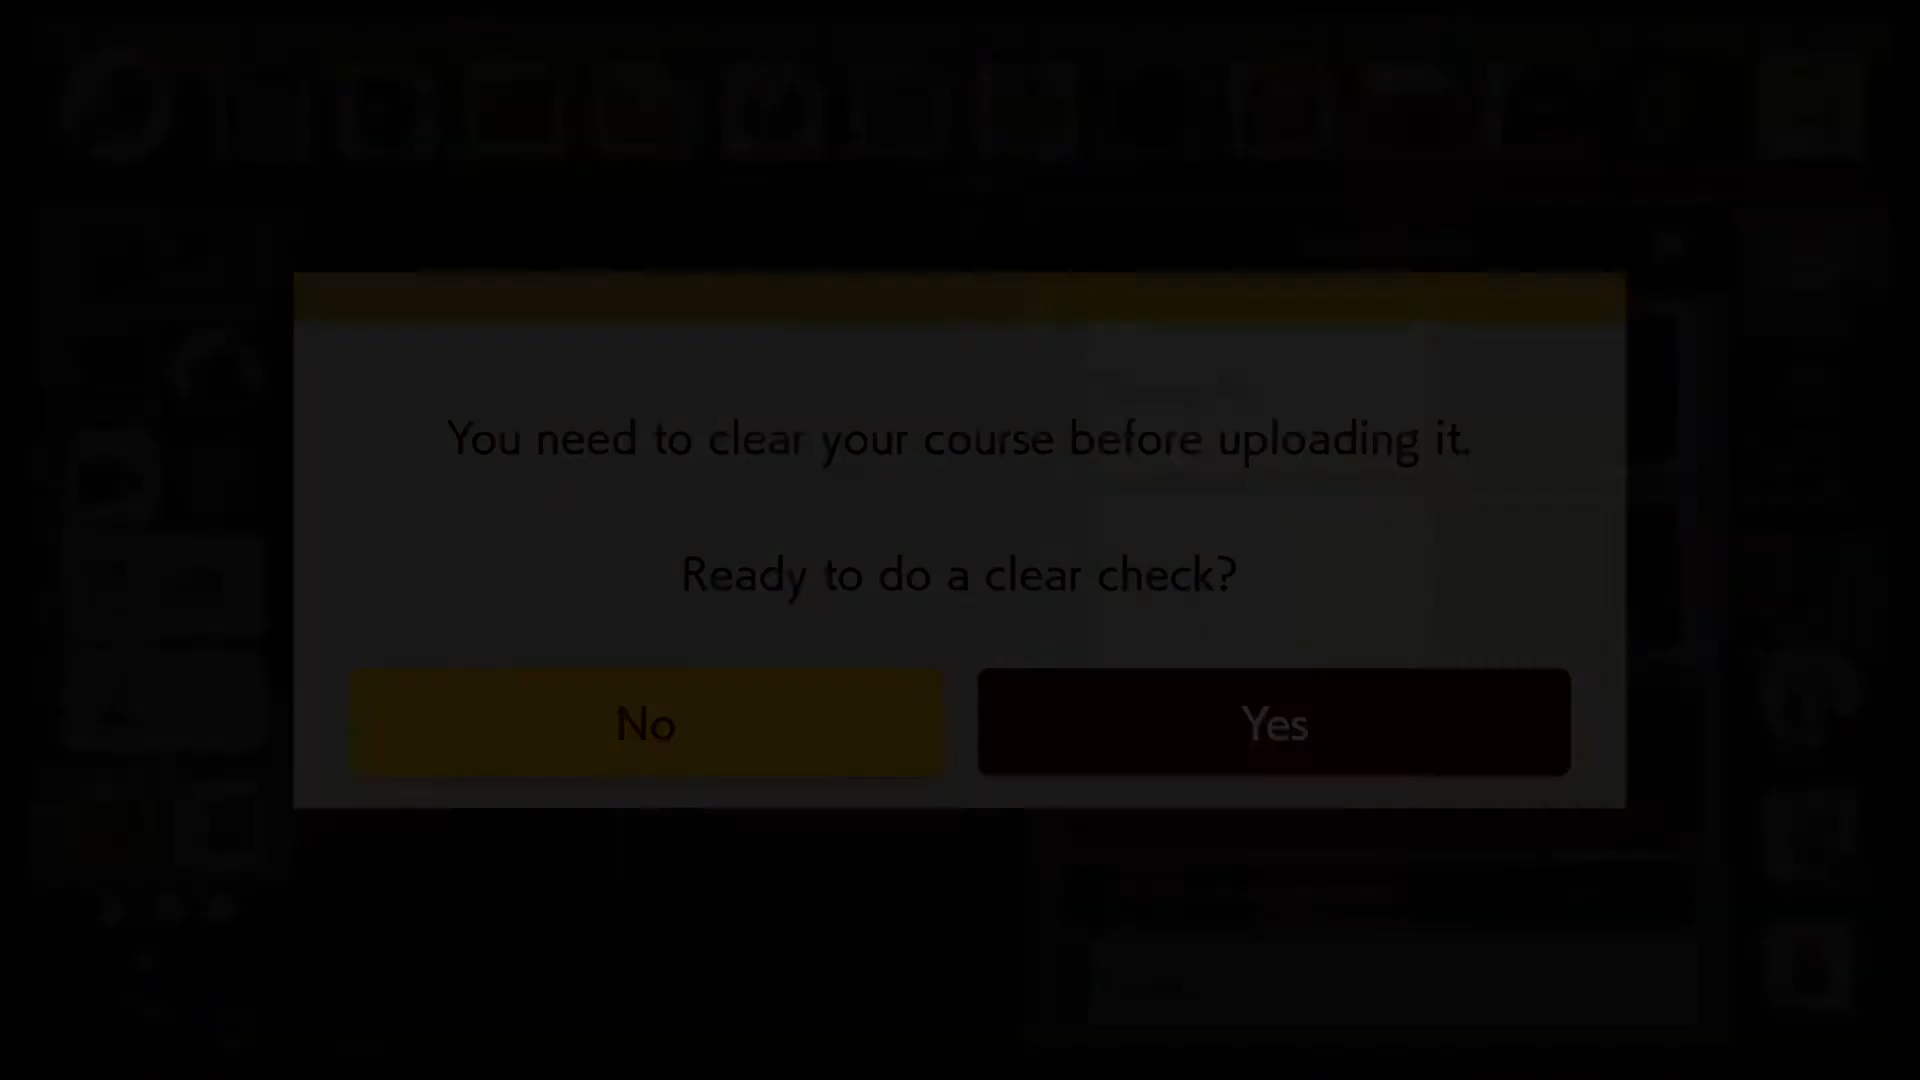 You need to clear your course before uploading it.
Ready to do a clear check?
No
Yes